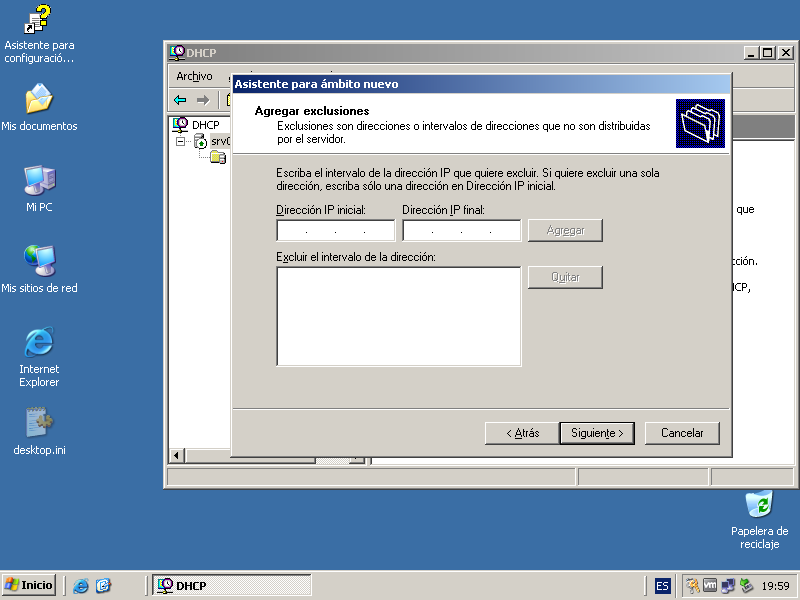 Asistente para
configuració...
Mis documentos
Mi PC
Mis sitios de red
Internet
Explorer
desktop.ini
DHCP
Archivo
DHCP
Asistente para ámbito nuevo
Agregar exclusiones
Exclusiones son direcciones o intervalos de direcciones que no son distribuidas
por el servidor.
Escriba el intervalo de la dirección IP que quiere excluir. Si quiere excluir una sola
dirección, escriba sólo una dirección en Dirección IP inicial.
Dirección IP inicial:
Dirección IP final:
Agregar
Excluir el intervalo de la dirección:
Quitar
que
cción.
HCP,
< Atrás
Siguiente >
Cancelar
Papelera de
reciclaje
Inicio
DHCP
ES
vm
19:59